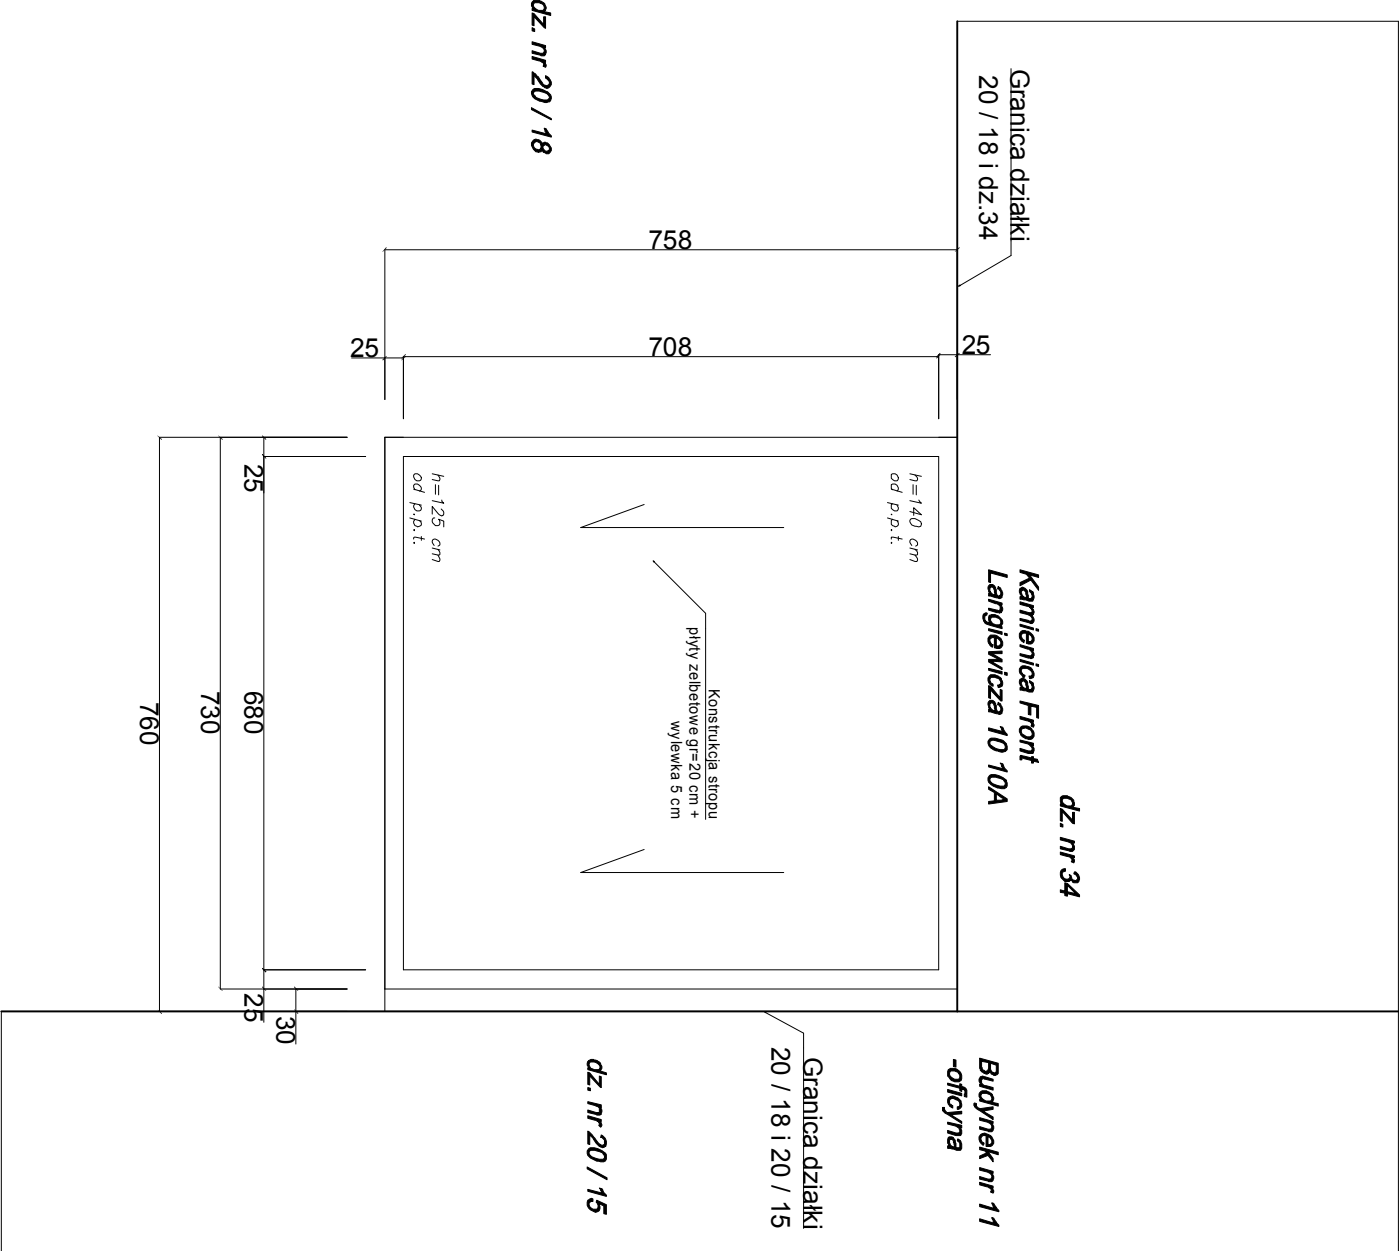 dz. nr 20 / 18
Granica działki
20 / 18 i dz.34
758
25
708
25
h=140 cm
od p.p.t.
h=125 cm
od p.p.t.
Kamienica Front
Langiewicza 10 10A
dz. nr 34
Konstrukcja stropu
płyty zelbetowe gr=20 cm +
wylewka 5 cm
25
680
730
760
25
30
Budynek nr 11
-oficyna
Granica działki
20 / 18 i 20 / 15
dz. nr 20 / 15